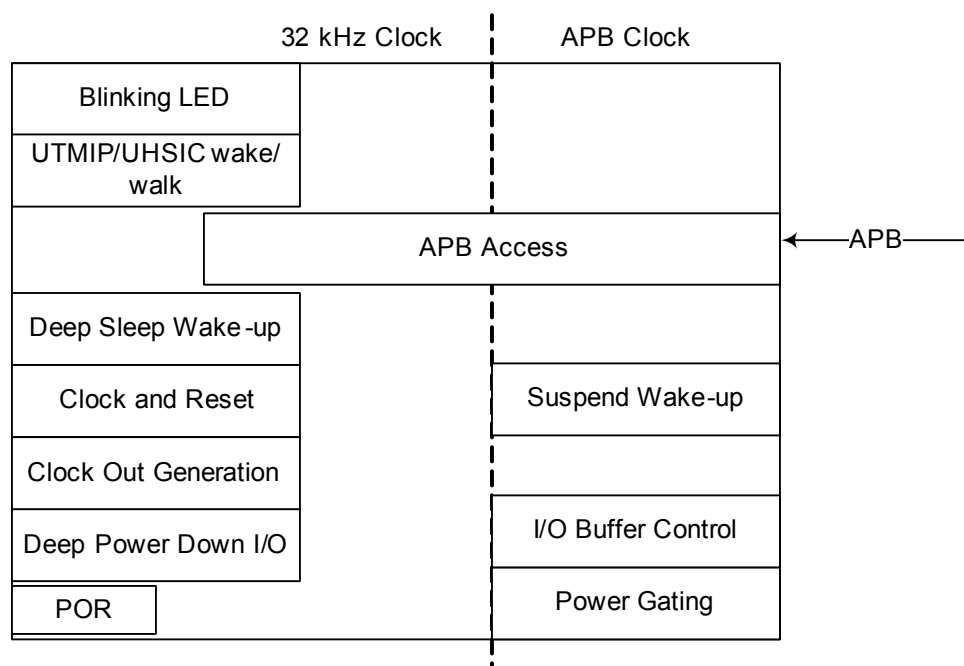 32 kHz Clock
APB Clock
Blinking LED
UTMIP/UHSIC wake/
walk
APB Access
APB
Deep Sleep Wake-up
Clock and Reset
Suspend Wake-up
Clock Out Generation
Deep Power Down I/O
I/O Buffer Control
POR
Power Gating